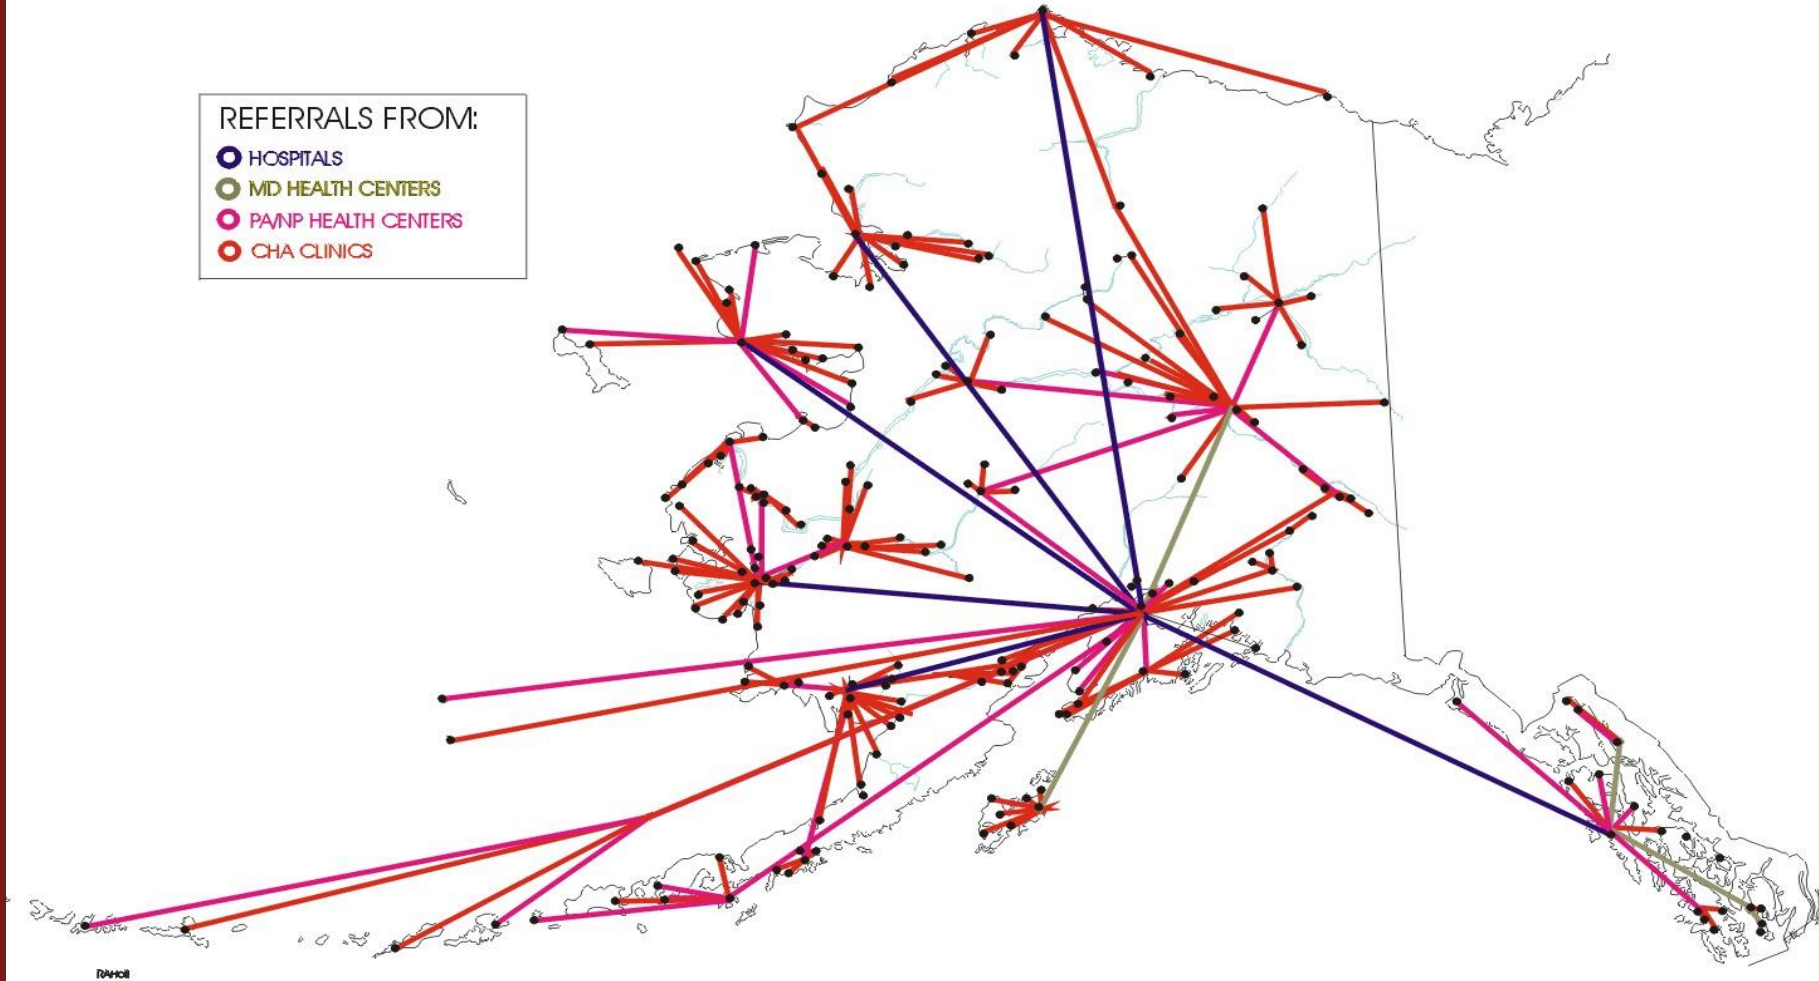 REFERRALS FROM:
HOSPITALS
MD HEALTH CENTERS
PA/NP HEALTH CENTERS
CHA CLINICS